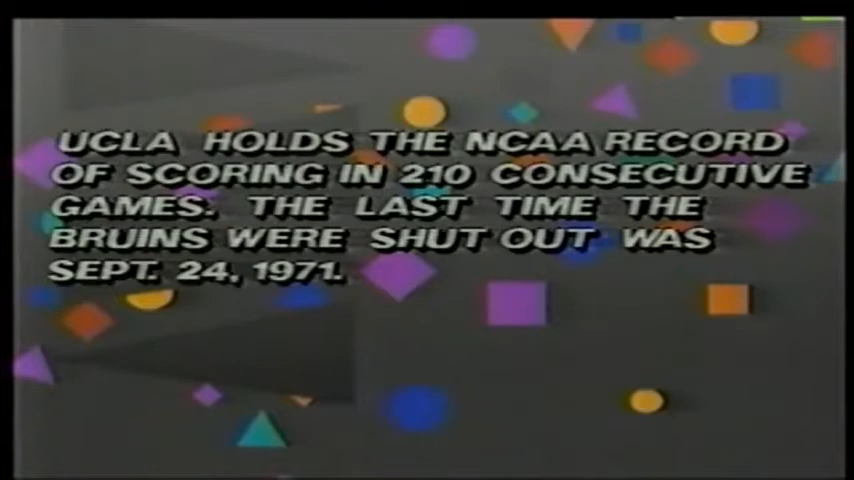 UCLA HOLDS THE NCAA RECORD
OF SCORING IN 210 CONSECUTIVE
GAMES. THE LAST TIME THE
BRUINS WERE SHUT OUT WAS
SEPT. 24, 1971.